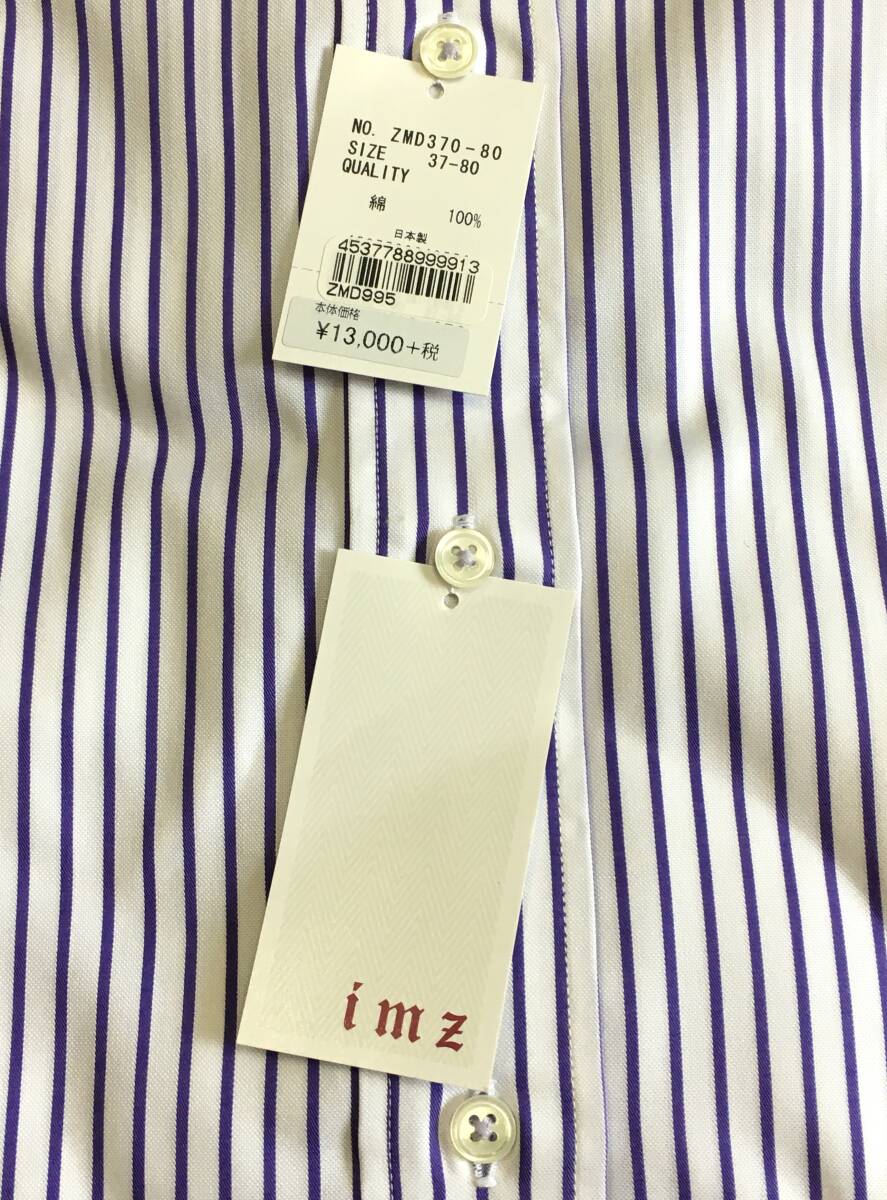 NO. ZMD370-80
SIZE 37-80
QUALITY
綿 100%
日本製
4537788999913
ZMD995
本体価格
¥13,000+税
imz